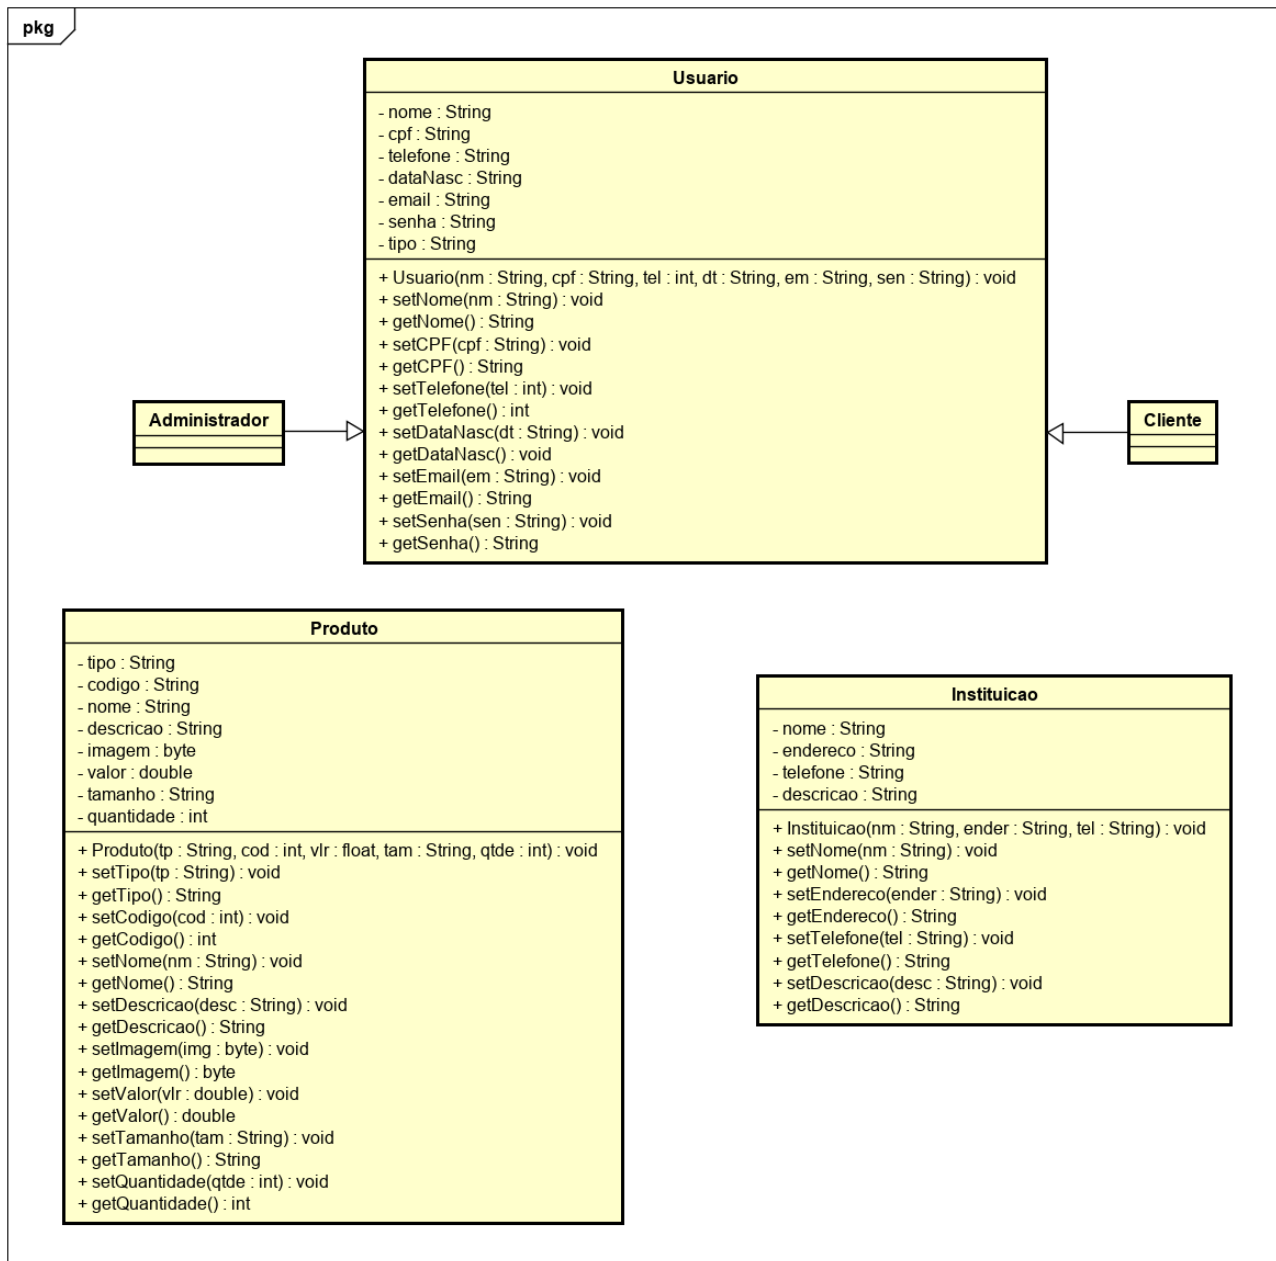 pkg
Usuario
- nome : String
- cpf : String
- telefone : String
- dataNasc : String
- email : String
- senha : String
- tipo : String
+ Usuario(nm : String, cpf : String, tel : int, dt : String, em : String, sen : String) : void
+ setNome(nm : String) : void
+ getNome() : String
+ setCPF(cpf : String) : void
+ getCPF() : String
+ setTelefone(tel : int) : void
+ getTelefone() : int
+ setDataNasc(dt : String) : void
+ getDataNasc() : void
+ setEmail(em : String) : void
+ getEmail() : String
+ setSenha(sen : String) : void
+ getSenha() : String
Administrador
Cliente
Produto
- tipo : String
- codigo : String
- nome : String
- descricao : String
- imagem : byte
- valor : double
- tamanho : String
- quantidade : int
+ Produto(tp : String, cod : int, vlr : float, tam : String, qtde : int) : void
+ setTipo(tp : String) : void
+ getTipo() : String
+ setCodigo(cod : int) : void
+ getCodigo() : int
+ setNome(nm : String) : void
+ getNome() : String
+ setDescricao(desc : String) : void
+ getDescricao() : String
+ setImagem(img : byte) : void
+ getImagem() : byte
+ setValor(vlr : double) : void
+ getValor() : double
+ setTamanho(tam : String) : void
+ getTamanho() : String
+ setQuantidade(qtde : int) : void
+ getQuantidade() : int
Instituicao
- nome : String
- endereco : String
- telefone : String
- descricao : String
+ Instituicao(nm : String, ender : String, tel : String) : void
+ setNome(nm : String) : void
+ getNome() : String
+ setEndereco(ender : String) : void
+ getEndereco() : String
+ setTelefone(tel : String) : void
+ getTelefone() : String
+ setDescricao(desc : String) : void
+ getDescricao() : String